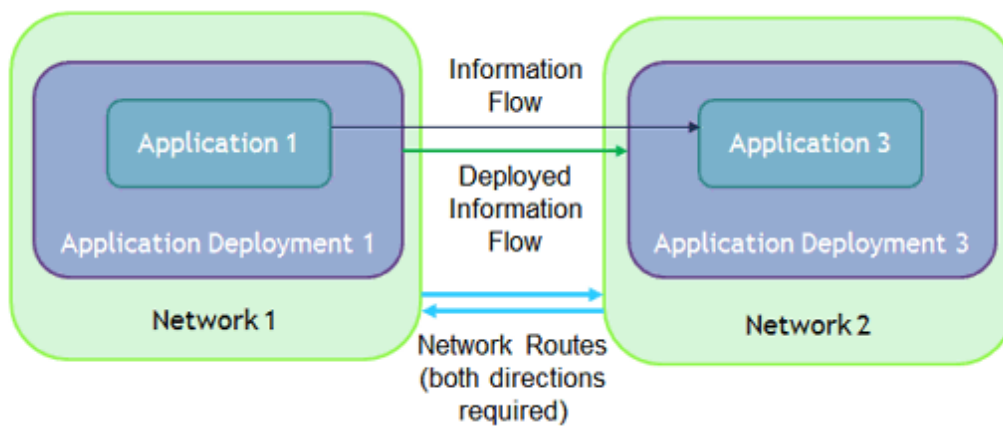 Information
Flow
Application 1
Application 3
Deployed
Information
Flow
Application Deployment 1
Application Deployment 3
Network 1
Network 2
Network Routes
(both directions
required)